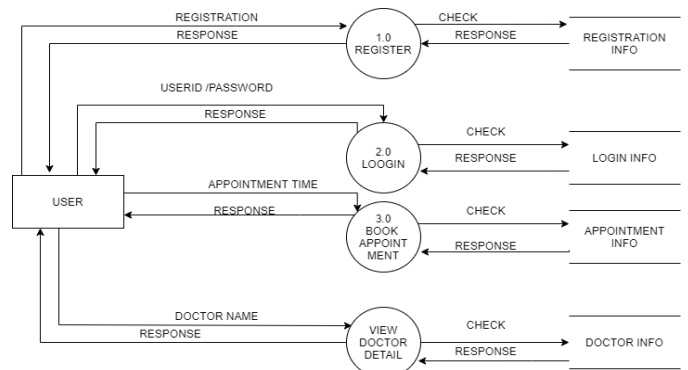 REGISTRATION
CHECK
RESPONSE
RESPONSE
1.0
REGISTER
REGISTRATION
INFO
USERID /PASSWORD
RESPONSE
CHECK
2.0
LOOGIN
RESPONSE
LOGIN INFO
USER
APPOINTMENT TIME
RESPONSE
CHECK
3.0
BOOK
APPOINT
MENT
RESPONSE
APPOINTMENT
INFO
DOCTOR NAME
RESPONSE
CHECK
VIEW
DOCTOR
DETAIL
RESPONSE
DOCTOR INFO